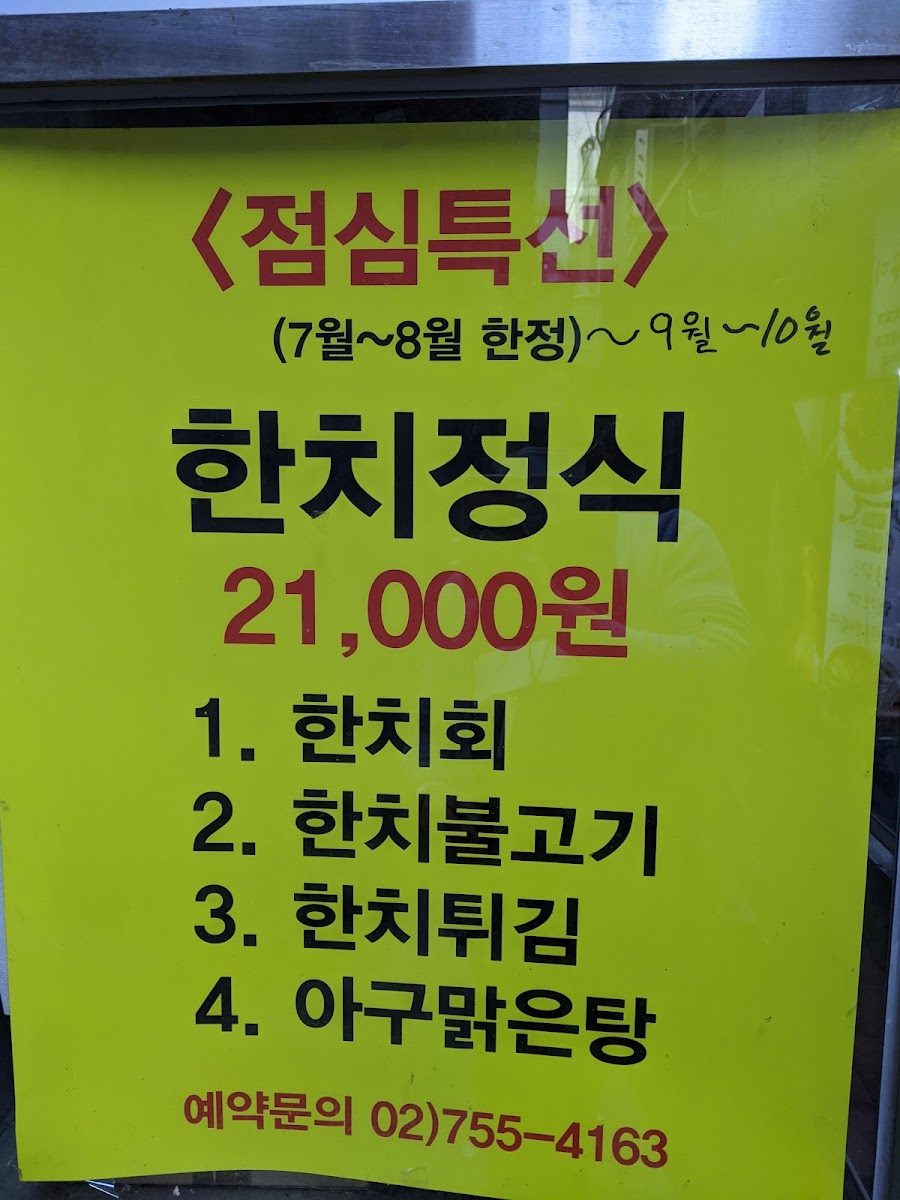 <점심특선>
(7월~8월 한정)~9월~10월
한치정식
21,000원
1. 한치회
2. 한치불고기
3. 한치튀김
4. 아구맑은탕
예약문의 02)755-4163